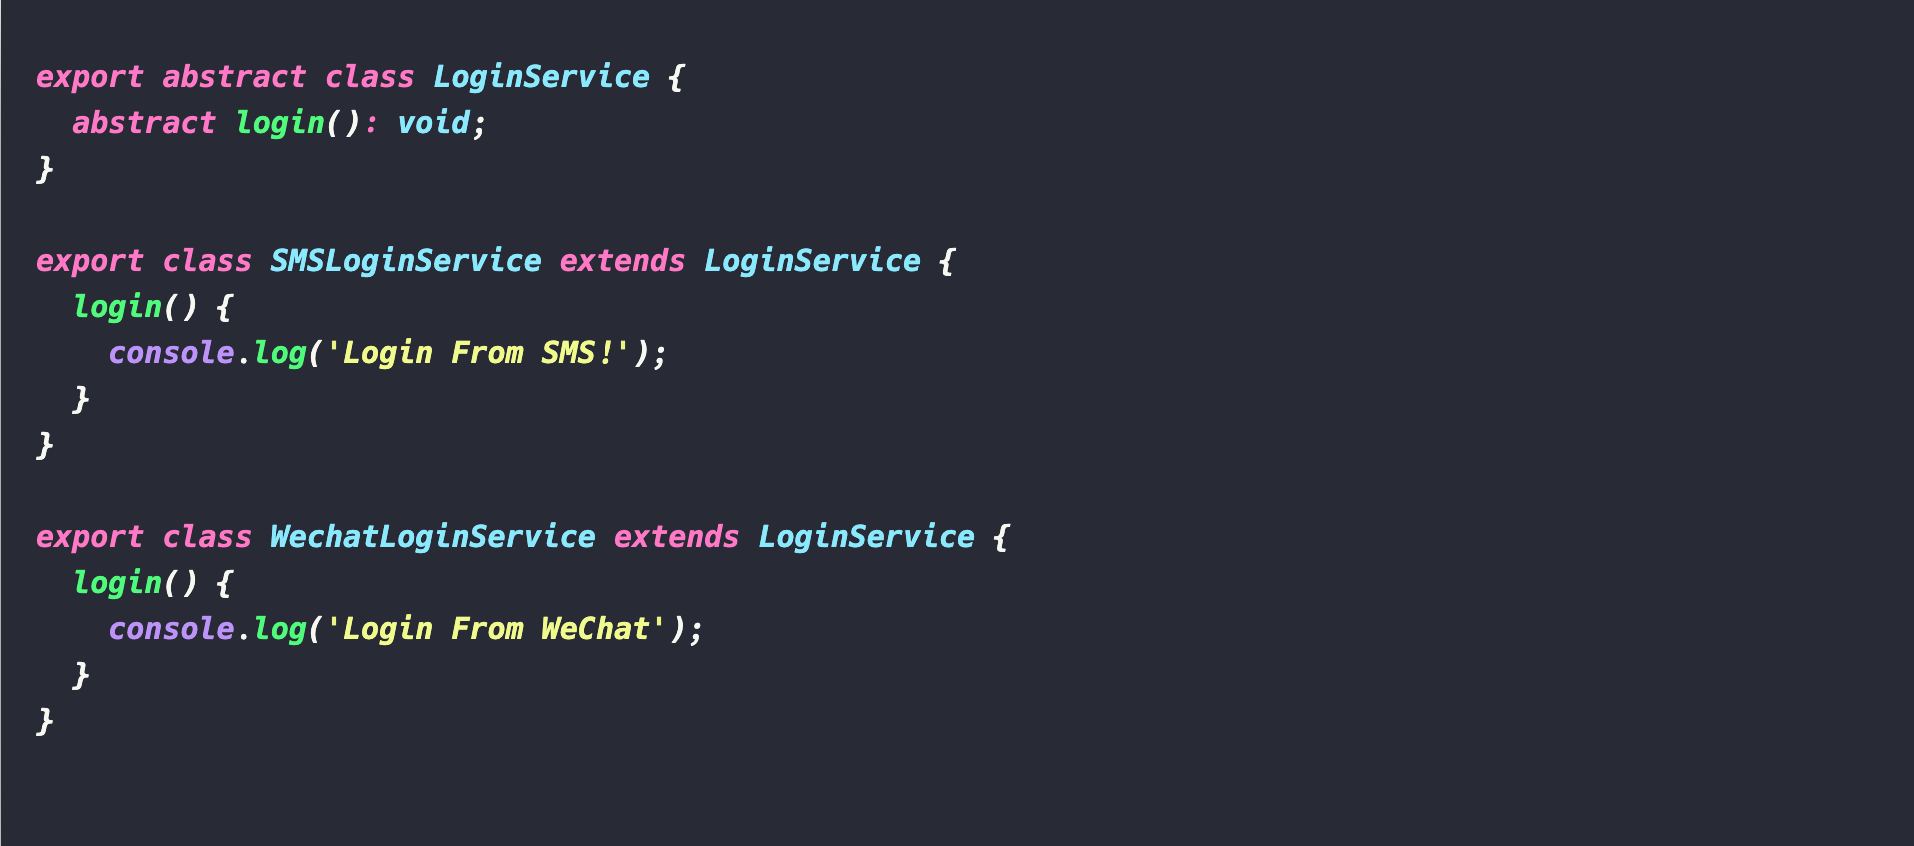 export abstract class LoginService {
  abstract login(): void;
}

export class SMSLoginService extends LoginService {
  login() {
    console.log('Login From SMS!');
  }
}

export class WechatLoginService extends LoginService {
  login() {
    console.log('Login From WeChat');
  }
}